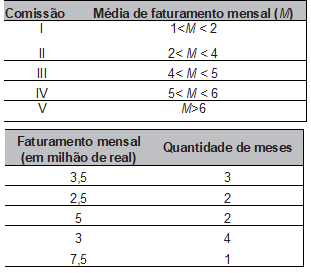 Comissão Média de faturamento mensal (M)
I 1<M < 2
II 2< M < 4
III 4< M < 5
IV 5< M < 6
V M>6
Faturamento mensal (em milhão de real) Quantidade de meses
3,5 3
2,5 2
5 2
3 4
7,5 1